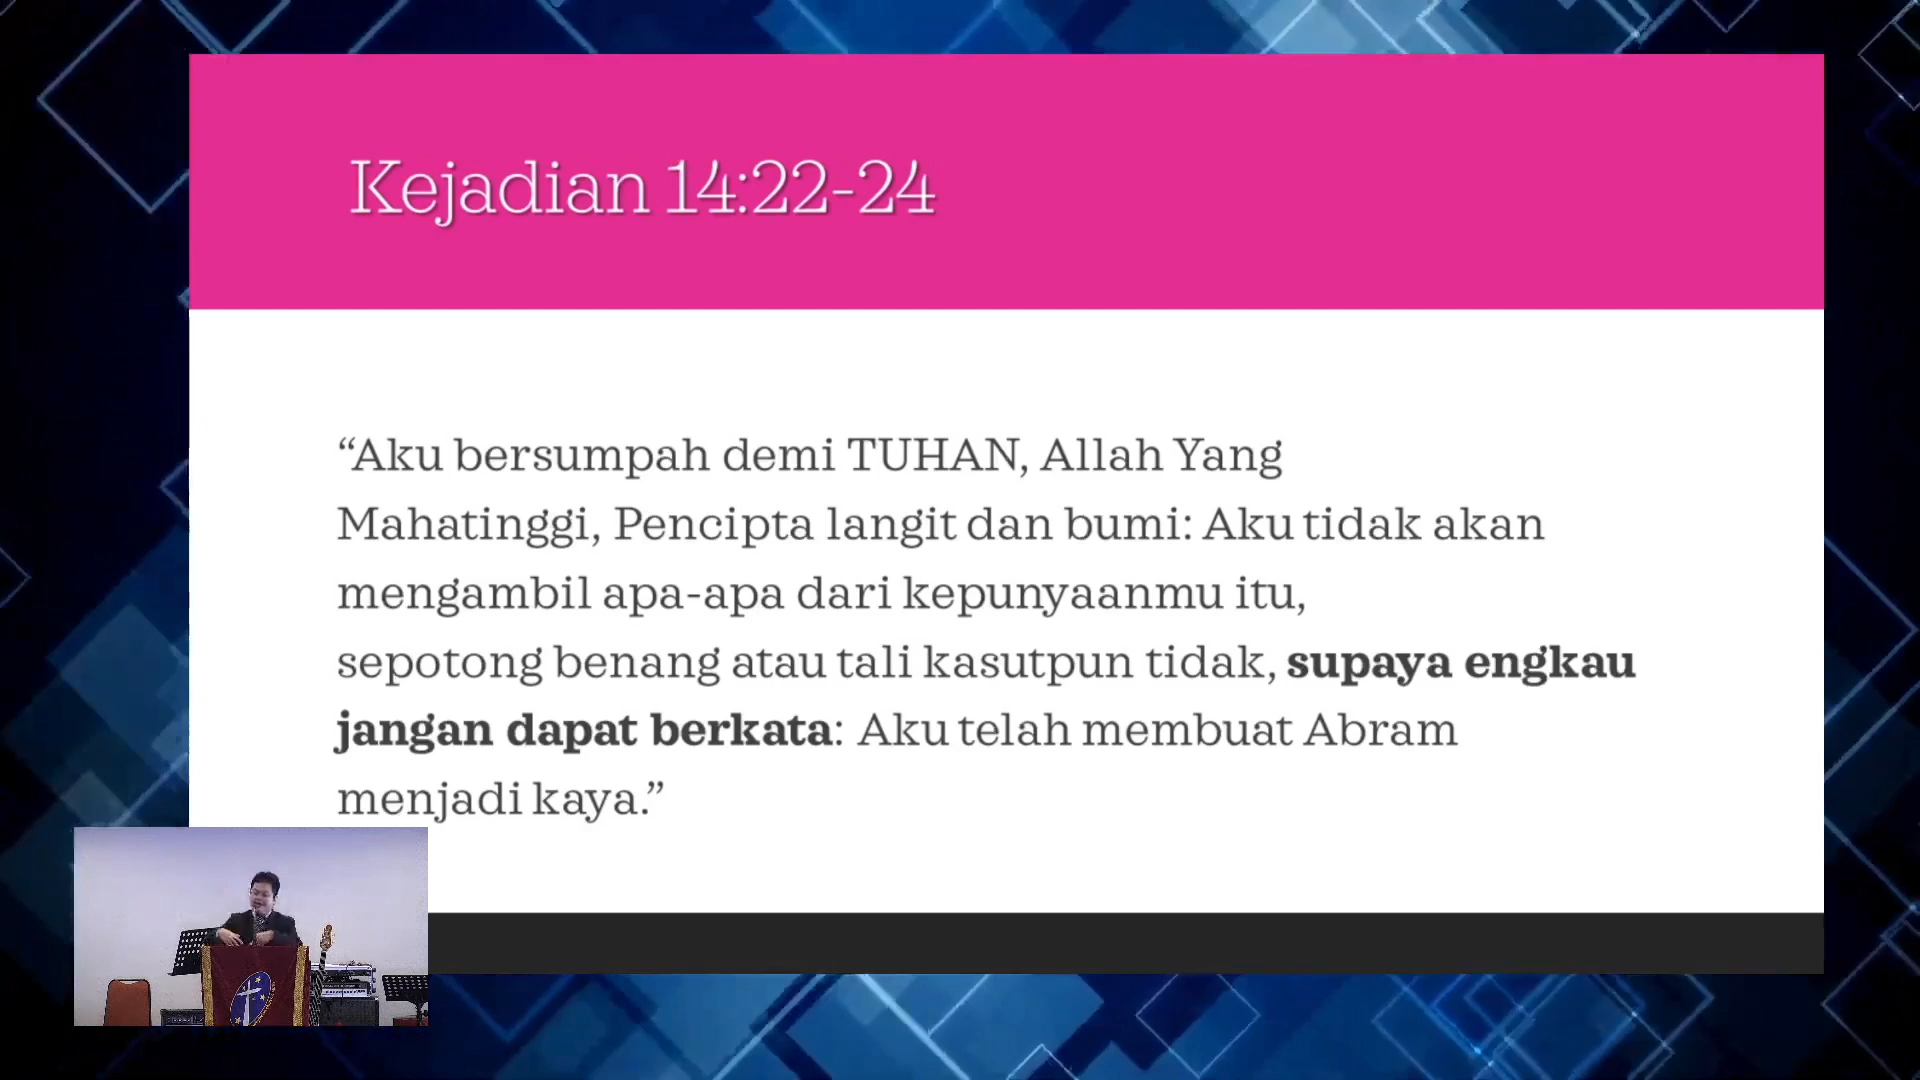 Kejadian 14:22-24
“Aku bersumpah demi TUHAN, Allah Yang
Mahatinggi, Pencipta langit dan bumi: Aku tidak akan
mengambil apa-apa dari kepunyaanmu itu,
sepotong benang atau tali kasutpun tidak, supaya engkau
jangan dapat berkata: Aku telah membuat Abram
menjadi kaya.”